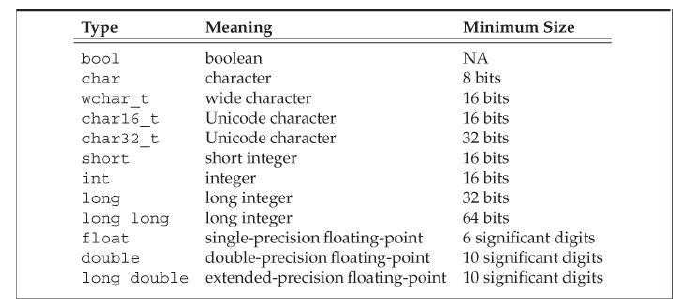 Type Meaning Minimum Size
bool boolean NA
char character 8 bits
wchar_t wide character 16 bits
char16_t Unicode character 16 bits
char32_t Unicode character 32 bits
short short integer 16 bits
int integer 16 bits
long long integer 32 bits
long long long integer 64 bits
float single-precision floating-point 6 significant digits
double double-precision floating-point 10 significant digits
long double extended-precision floating-point 10 significant digits